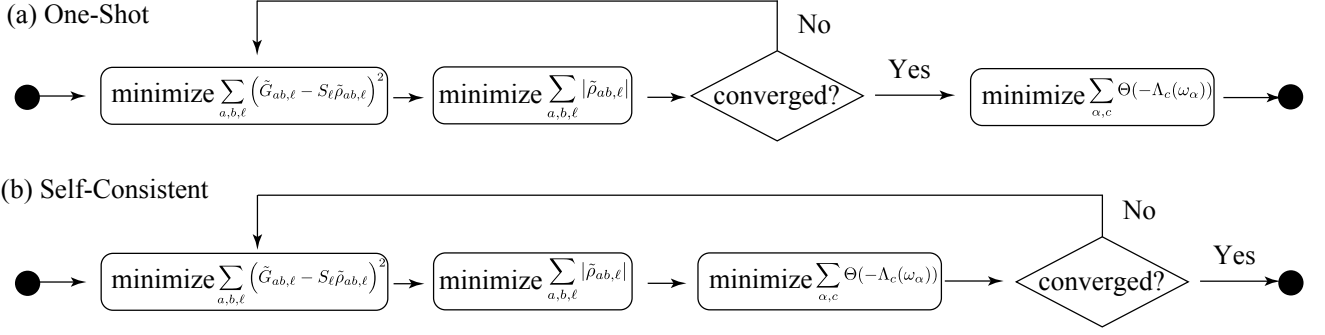 (a) One-Shot
No
minimize ∑_{a,b,ℓ} (G̃_{ab,ℓ} − S_ℓ ρ̃_{ab,ℓ})²
minimize ∑_{a,b,ℓ} |ρ̃_{ab,ℓ}|
converged?
Yes
minimize ∑_{α,c} Θ(−Λ_c(ω_α))
(b) Self-Consistent
No
minimize ∑_{a,b,ℓ} (G̃_{ab,ℓ} − S_ℓ ρ̃_{ab,ℓ})²
minimize ∑_{a,b,ℓ} |ρ̃_{ab,ℓ}|
minimize ∑_{α,c} Θ(−Λ_c(ω_α))
converged?
Yes